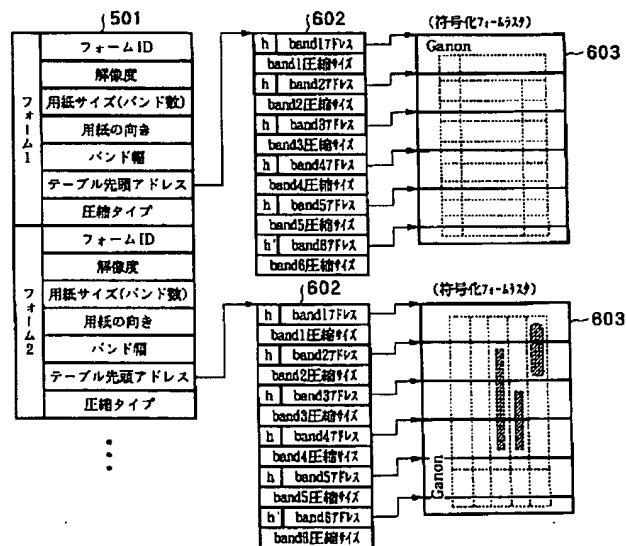 501
フォーム1
フォームID
解像度
用紙サイズ(バンド数)
用紙の向き
バンド幅
テーブル先頭アドレス
圧縮タイプ
フォーム2
フォームID
解像度
用紙サイズ(バンド数)
用紙の向き
バンド幅
テーブル先頭アドレス
圧縮タイプ
602
h band1アドレス
band1圧縮サイズ
h band2アドレス
band2圧縮サイズ
h band3アドレス
band3圧縮サイズ
h band4アドレス
band4圧縮サイズ
h band5アドレス
band5圧縮サイズ
h' band6アドレス
band6圧縮サイズ
(符号化フォームラスタ)
603
Ganon
602
h band1アドレス
band1圧縮サイズ
h band2アドレス
band2圧縮サイズ
h band3アドレス
band3圧縮サイズ
h band4アドレス
band4圧縮サイズ
h band5アドレス
band5圧縮サイズ
h' band6アドレス
band6圧縮サイズ
(符号化フォームラスタ)
603
Ganon